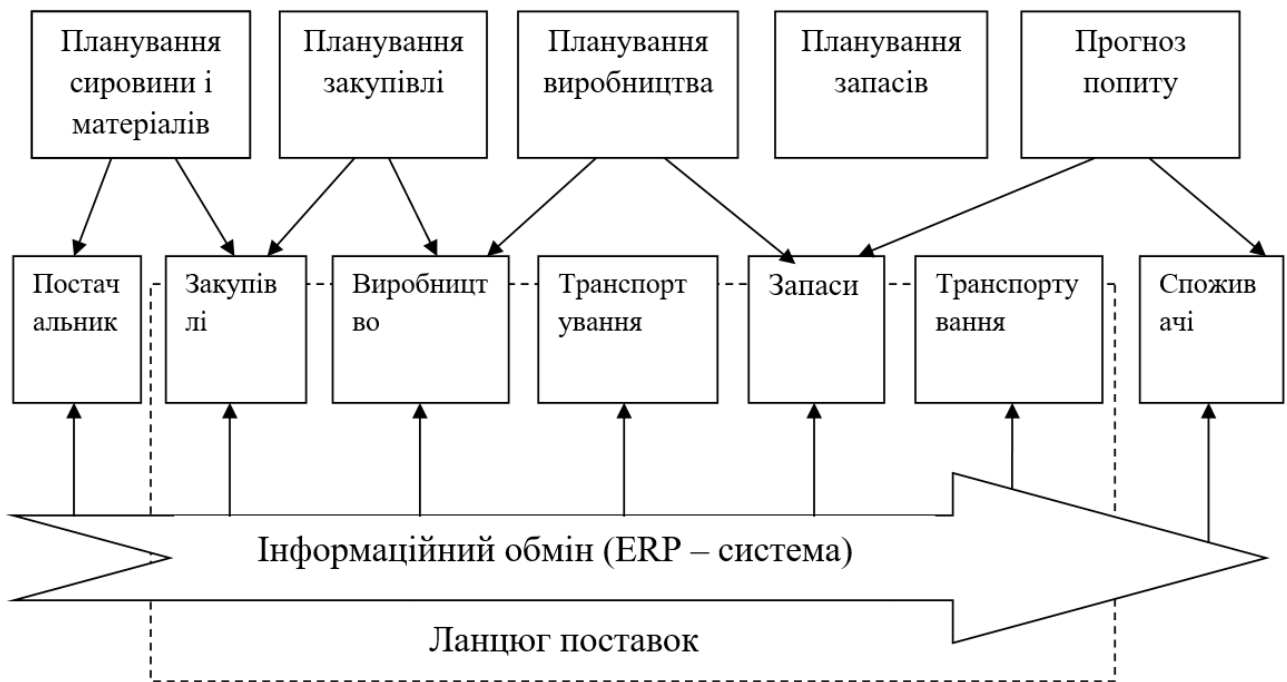 Планування
сировини і
матеріалів
Планування
закупівлі
Планування
виробництва
Планування
запасів
Прогноз
попиту
Постач
альник
Закупів
лі
Виробницт
во
Транспорт
ування
Запаси
Транспорту
вання
Спожив
ачі
Інформаційний обмін (ERP – система)
Ланцюг поставок